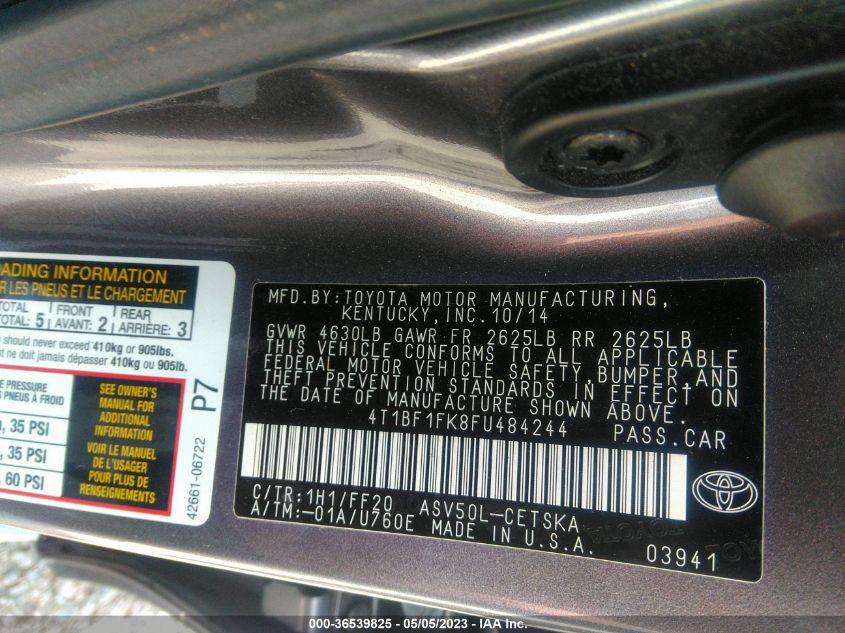 OADING INFORMATION
R LES PNEUS ET LE CHARGEMENT
TOTAL 5 FRONT AVANT: 2 REAR ARRIÈRE: 3
should never exceed 410kg or 905lbs.
ne doit jamais dépasser 410kg ou 905lb.
E PRESSURE
PNEUS À FROID
35 PSI
35 PSI
60 PSI
SEE OWNER'S
MANUAL FOR
ADDITIONAL
INFORMATION
VOIR LE MANUEL
DE L'USAGER
POUR PLUS DE
RENSEIGNEMENTS
P7
42661-06722
MFD.BY:TOYOTA MOTOR MANUFACTURING,
KENTUCKY,INC.10/14
GVWR 4630LB GAWR FR 2625LB RR 2625LB
THIS VEHICLE CONFORMS TO ALL APPLICABLE
FEDERAL MOTOR VEHICLE SAFETY,BUMPER,AND
THEFT PREVENTION STANDARDS IN EFFECT ON
THE DATE OF MANUFACTURE SHOWN ABOVE.
4T1BF1FK8FU484244 PASS.CAR
C/TR:1H1/FF20 ASV50L-CETSKA
A/TM:-01A/U760E MADE IN U.S.A.
03941
000-36539825 - 05/05/2023 - IAA Inc.